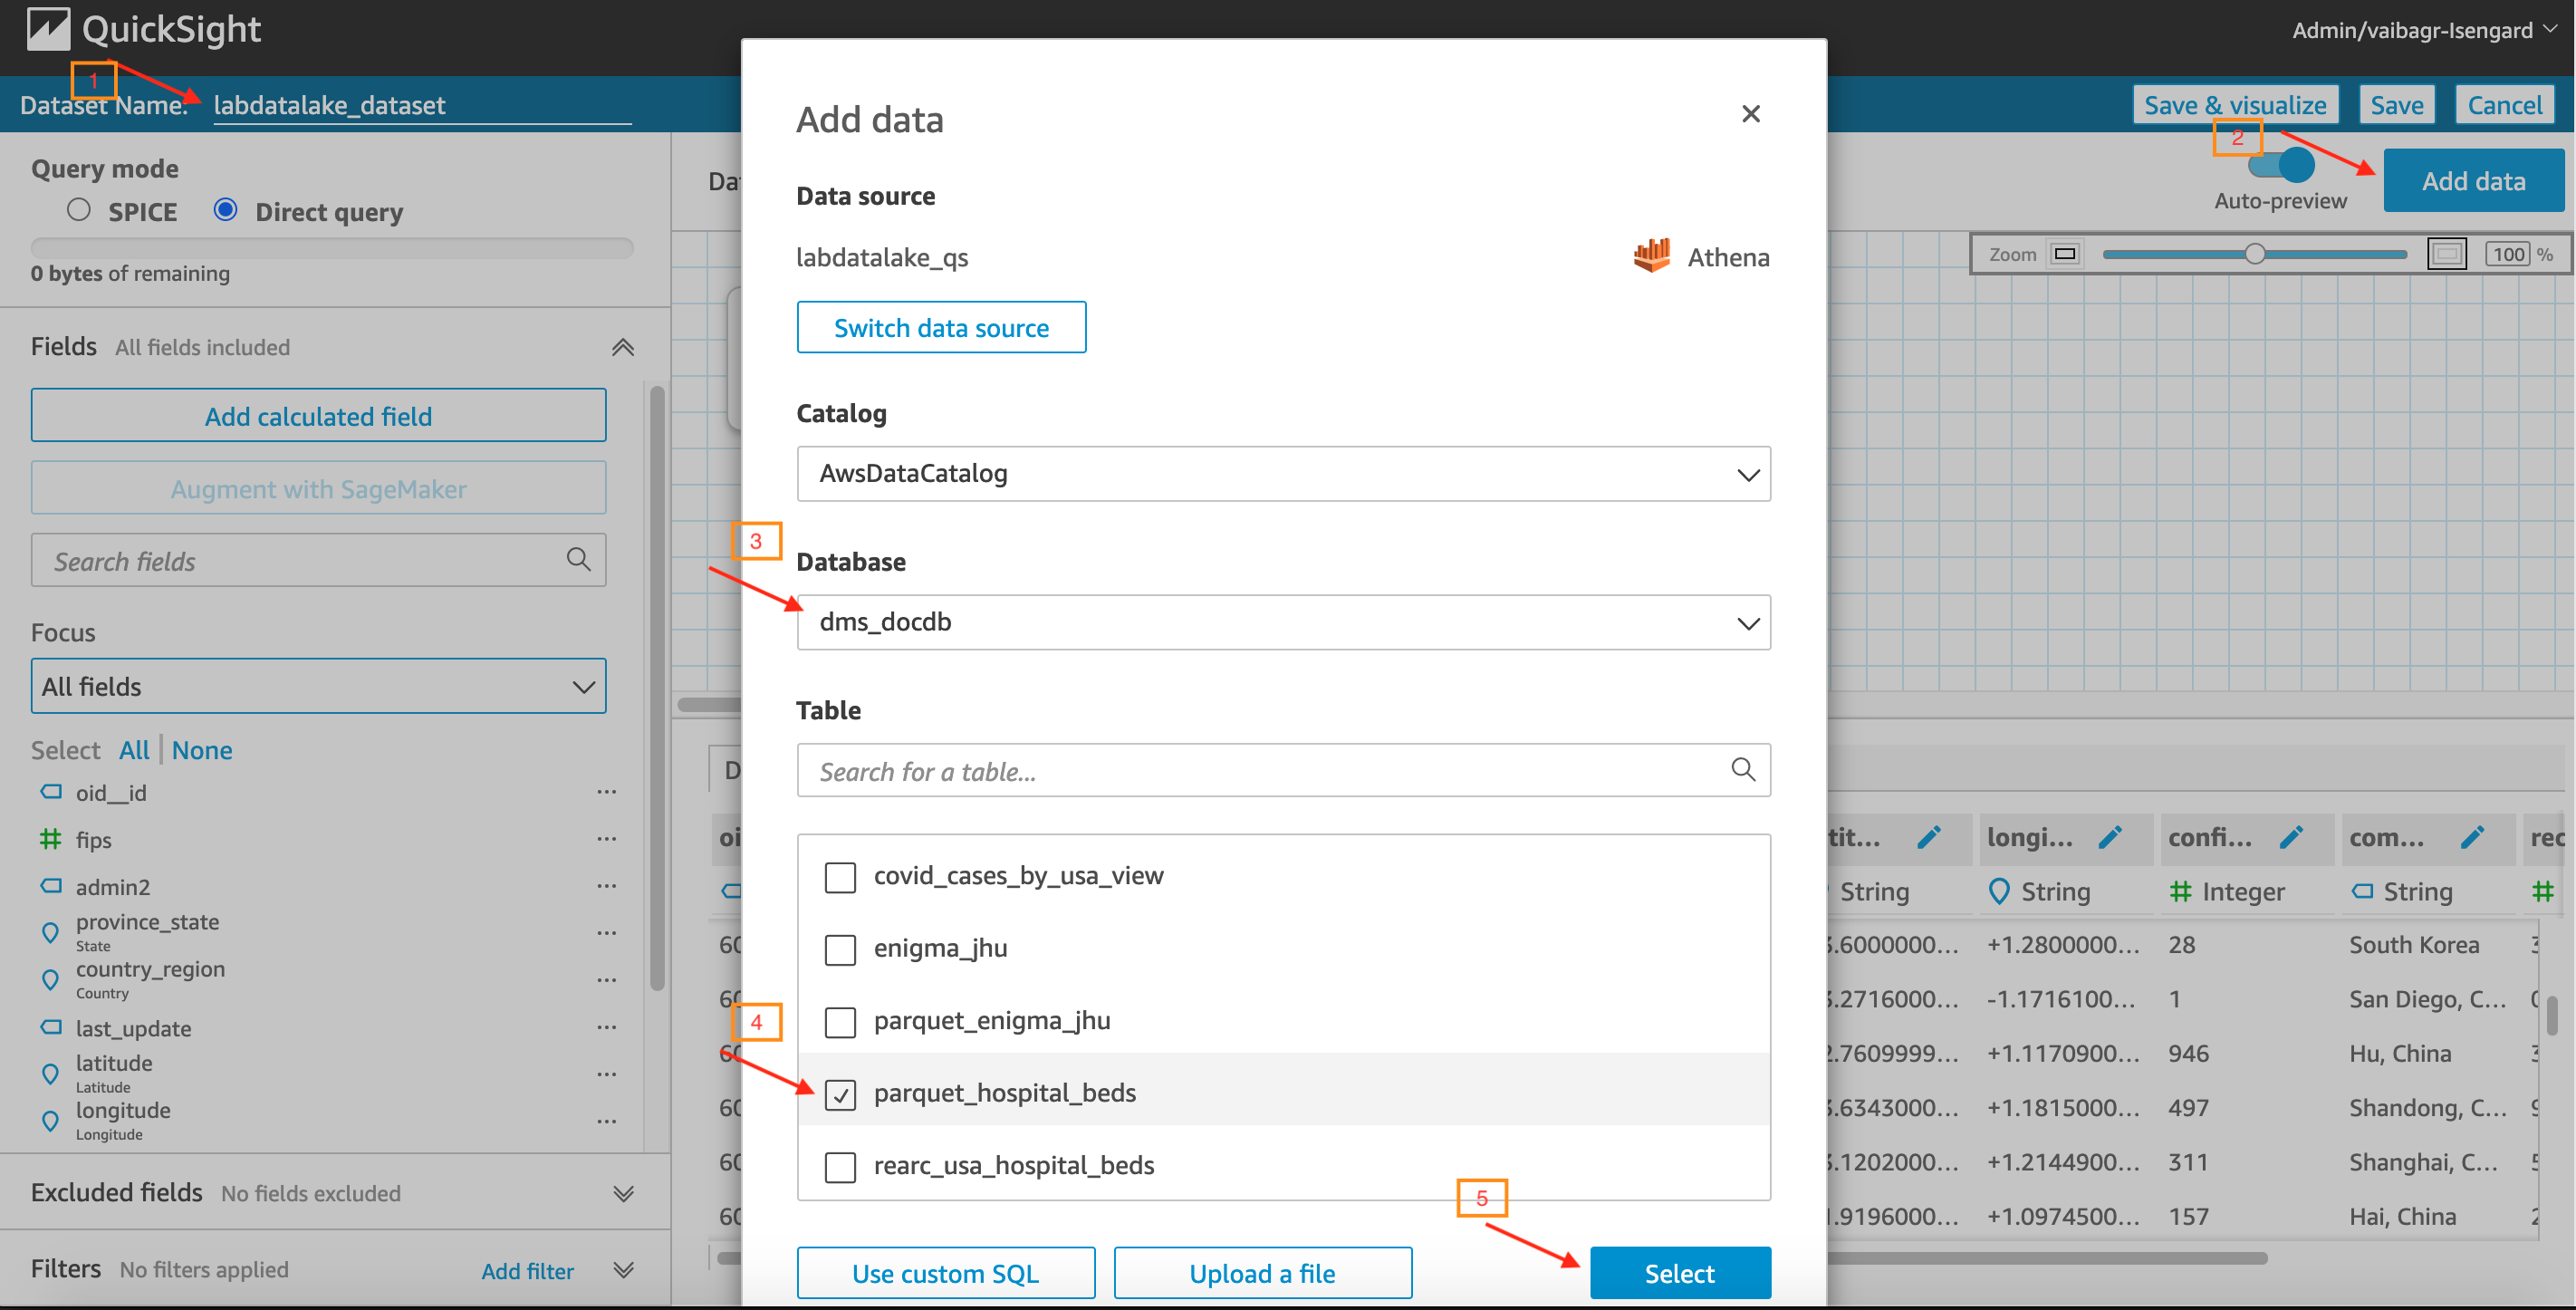 QuickSight
Admin/vaibagr-Isengard
1
Dataset Name: labdatalake_dataset
Save & visualize
Save
Cancel
2
Query mode
SPICE
Direct query
0 bytes of remaining
Auto-preview
Add data
Zoom
100 %
Fields All fields included
Add calculated field
Augment with SageMaker
Search fields
Focus
All fields
Select All None
oid__id
fips
admin2
province_state
State
country_region
Country
last_update
latitude
Latitude
longitude
Longitude
Excluded fields No fields excluded
Filters No filters applied Add filter
Add data
Data source
labdatalake_qs
Athena
Switch data source
Catalog
AwsDataCatalog
3
Database
dms_docdb
Table
Search for a table...
covid_cases_by_usa_view
enigma_jhu
parquet_enigma_jhu
4
parquet_hospital_beds
rearc_usa_hospital_beds
5
Use custom SQL
Upload a file
Select
tit... longi... confi... com... rec
String String Integer String
.6000000... +1.2800000... 28 South Korea
.2716000... -1.1716100... 1 San Diego, C...
.7609999... +1.1170900... 946 Hu, China
.6343000... +1.1815000... 497 Shandong, C...
.1202000... +1.2144900... 311 Shanghai, C...
.9196000... +1.0974500... 157 Hai, China